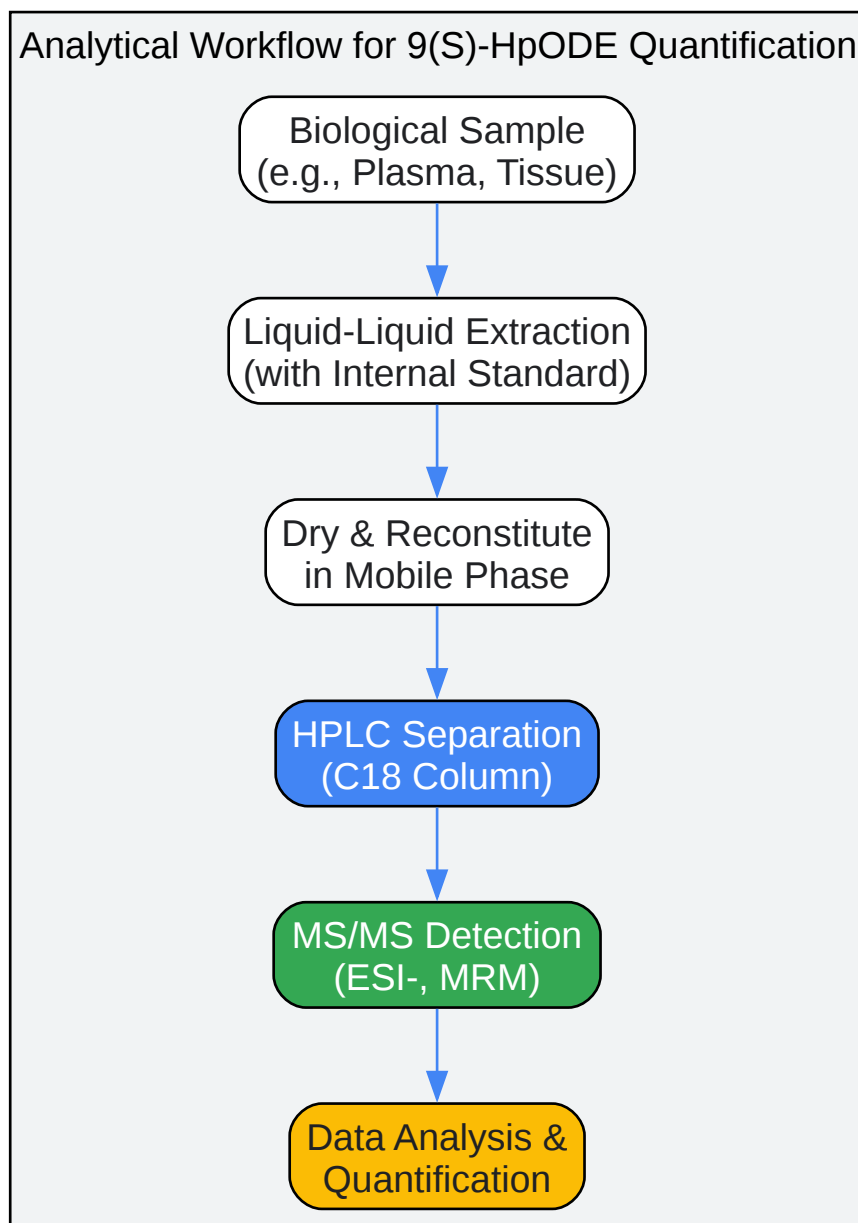 Analytical Workflow for 9(S)-HpODE Quantification
Biological Sample
(e.g., Plasma, Tissue)
Liquid-Liquid Extraction
(with Internal Standard)
Dry & Reconstitute
in Mobile Phase
HPLC Separation
(C18 Column)
MS/MS Detection
(ESI-, MRM)
Data Analysis &
Quantification